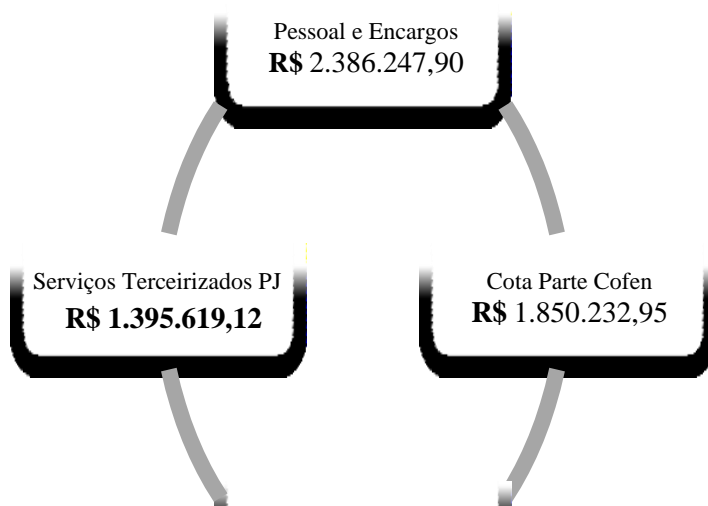 Pessoal e Encargos
R$ 2.386.247,90
Serviços Terceirizados PJ
R$ 1.395.619,12
Cota Parte Cofen
R$ 1.850.232,95